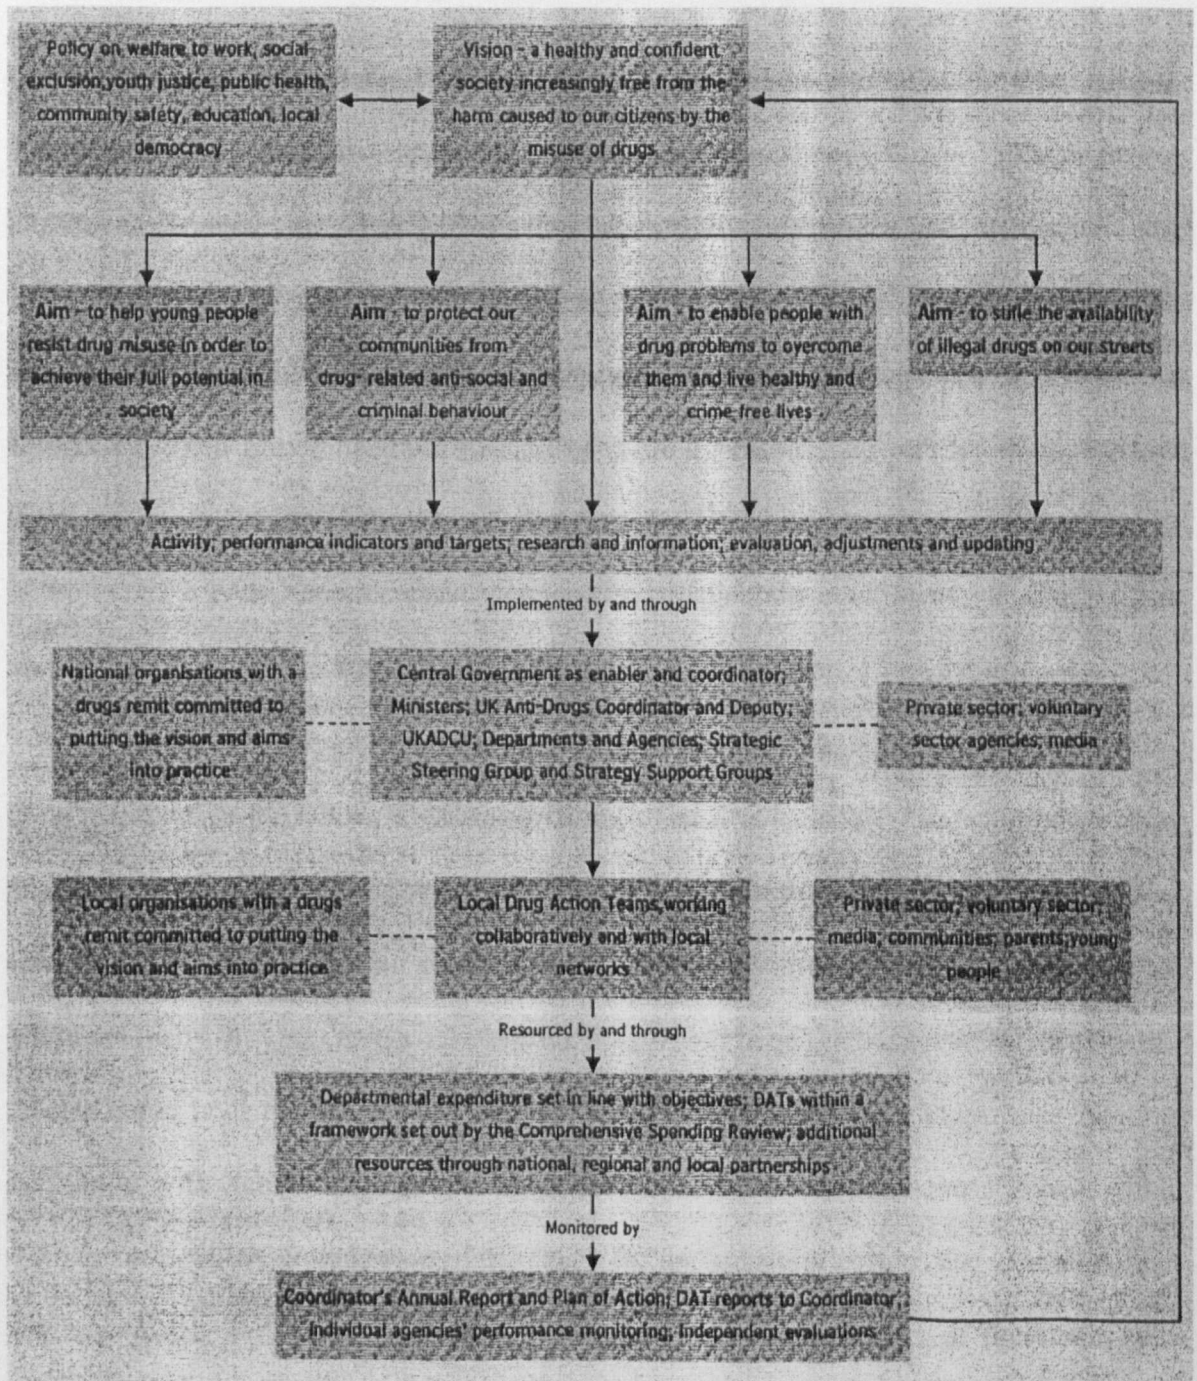 Policy on welfare to work, social
exclusion, youth justice, public health,
community safety, education, local
democracy
Vision - a healthy and confident
society increasingly free from the
harm caused to our citizens by the
misuse of drugs
Aim - to help young people
resist drug misuse in order to
achieve their full potential in
society
Aim - to protect our
communities from
drug- related anti-social and
criminal behaviour
Aim - to enable people with
drug problems to overcome
them and live healthy and
crime-free lives
Aim - to stifle the availability
of illegal drugs on our streets
Activity; performance indicators and targets; research and information; evaluation, adjustments and updating
Implemented by and through
National organisations with a
drugs remit committed to
putting the vision and aims
into practice
Central Government as enabler and coordinator;
Ministers; UK Anti-Drugs Coordinator and Deputy;
UKADCU; Departments and Agencies; Strategic
Steering Group and Strategy Support Groups
Private sector; voluntary
sector agencies; media
Local organisations with a drugs
remit committed to putting the
vision and aims into practice
Local Drug Action Teams, working
collaboratively and with local
networks
Private sector; voluntary sector;
media; communities; parents; young
people
Resourced by and through
Departmental expenditure set in line with objectives; DATs within a
framework set out by the Comprehensive Spending Review; additional
resources through national, regional and local partnerships
Monitored by
Coordinator's Annual Report and Plan of Action; DAT reports to Coordinator;
individual agencies' performance monitoring; independent evaluations